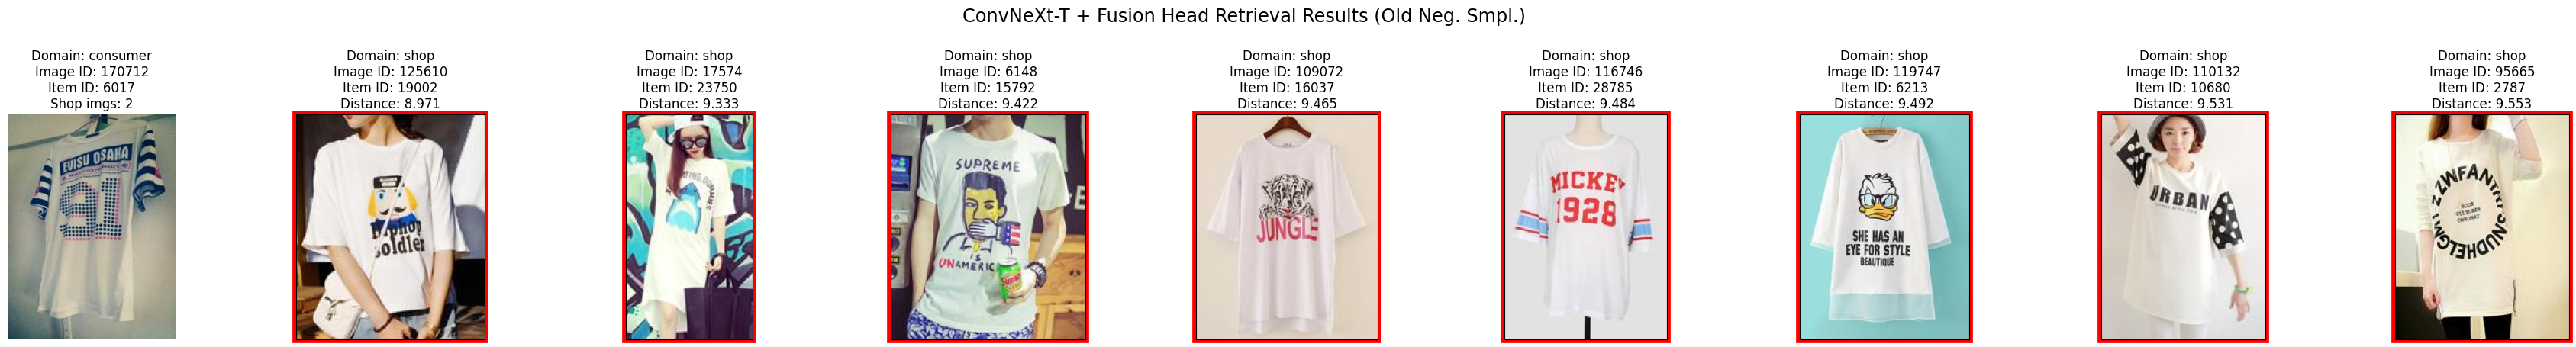 ConvNeXt-T + Fusion Head Retrieval Results (Old Neg. Smpl.)
Domain: consumer
Image ID: 170712
Item ID: 6017
Shop imgs: 2
EVISU OSAKA
Domain: shop
Image ID: 125610
Item ID: 19002
Distance: 8.971
hiphop
soldier
Domain: shop
Image ID: 17574
Item ID: 23750
Distance: 9.333
Domain: shop
Image ID: 6148
Item ID: 15792
Distance: 9.422
SUPREME
IS
UNAMERIC
Domain: shop
Image ID: 109072
Item ID: 16037
Distance: 9.465
JUNGLE
Domain: shop
Image ID: 116746
Item ID: 28785
Distance: 9.484
MICKEY
1928
Domain: shop
Image ID: 119747
Item ID: 6213
Distance: 9.492
SHE HAS AN
EYE FOR STYLE
BEAUTIQUE
Domain: shop
Image ID: 110132
Item ID: 10680
Distance: 9.531
URBAN
Domain: shop
Image ID: 95665
Item ID: 2787
Distance: 9.553